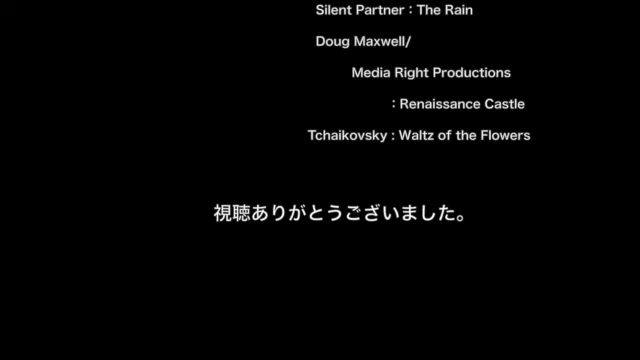 Silent Partner : The Rain
Doug Maxwell/
Media Right Productions
: Renaissance Castle
Tchaikovsky : Waltz of the Flowers
視聴ありがとうございました。